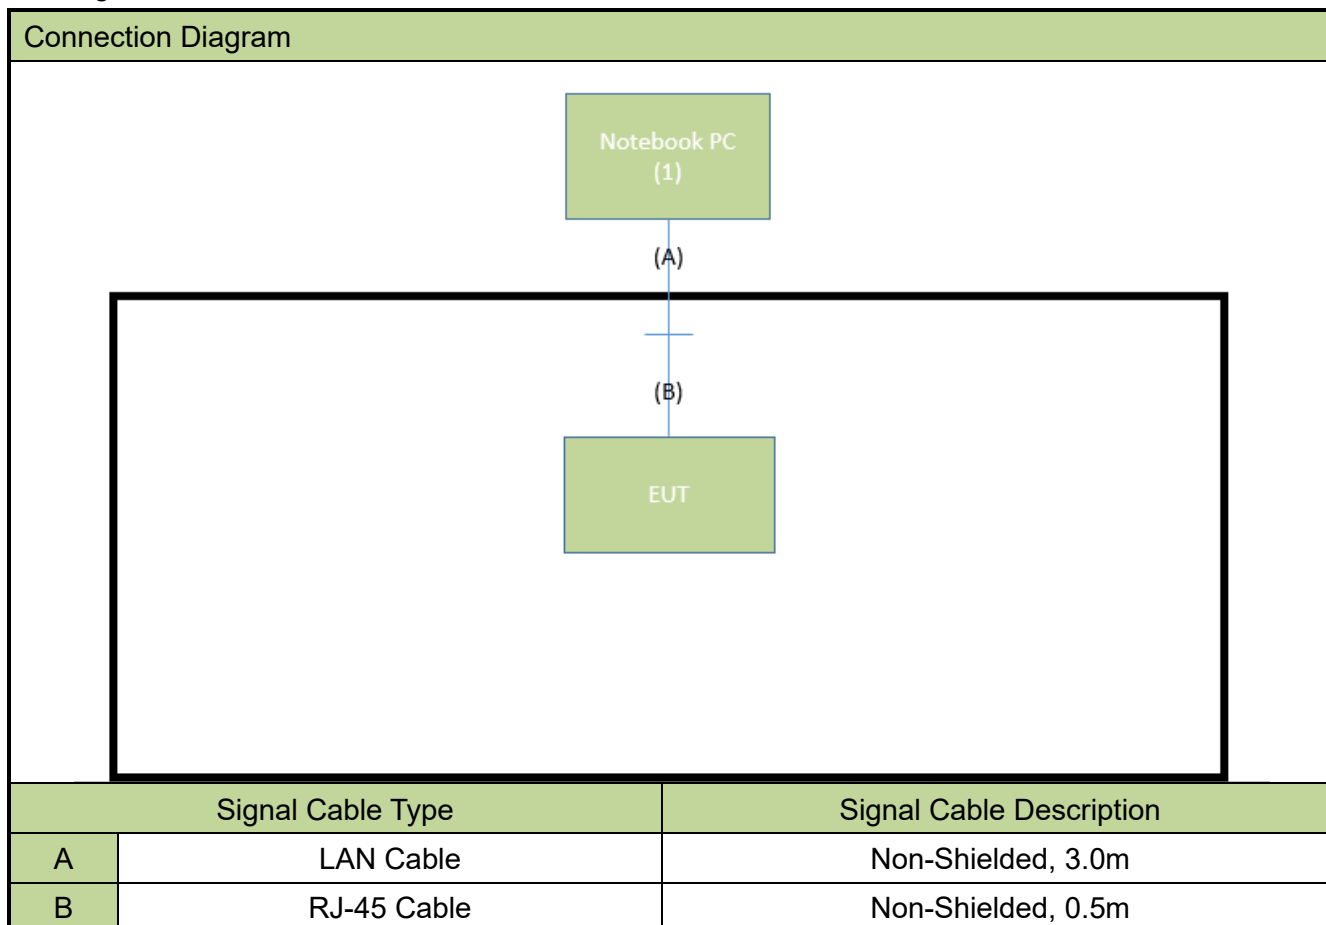 Connection Diagram
Notebook PC
(1)
(A)
(B)
EUT
Signal Cable Type Signal Cable Description
A LAN Cable Non-Shielded, 3.0m
B RJ-45 Cable Non-Shielded, 0.5m